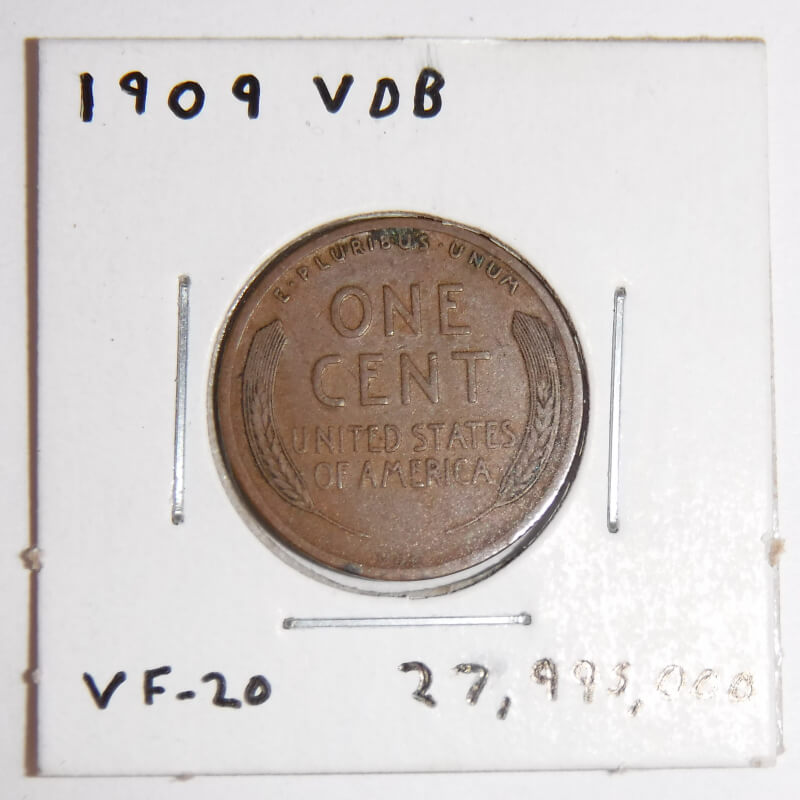 1909 VDB
E·PLURIBUS·UNUM
ONE
CENT
UNITED STATES
OF AMERICA
VF-20 27,995,000